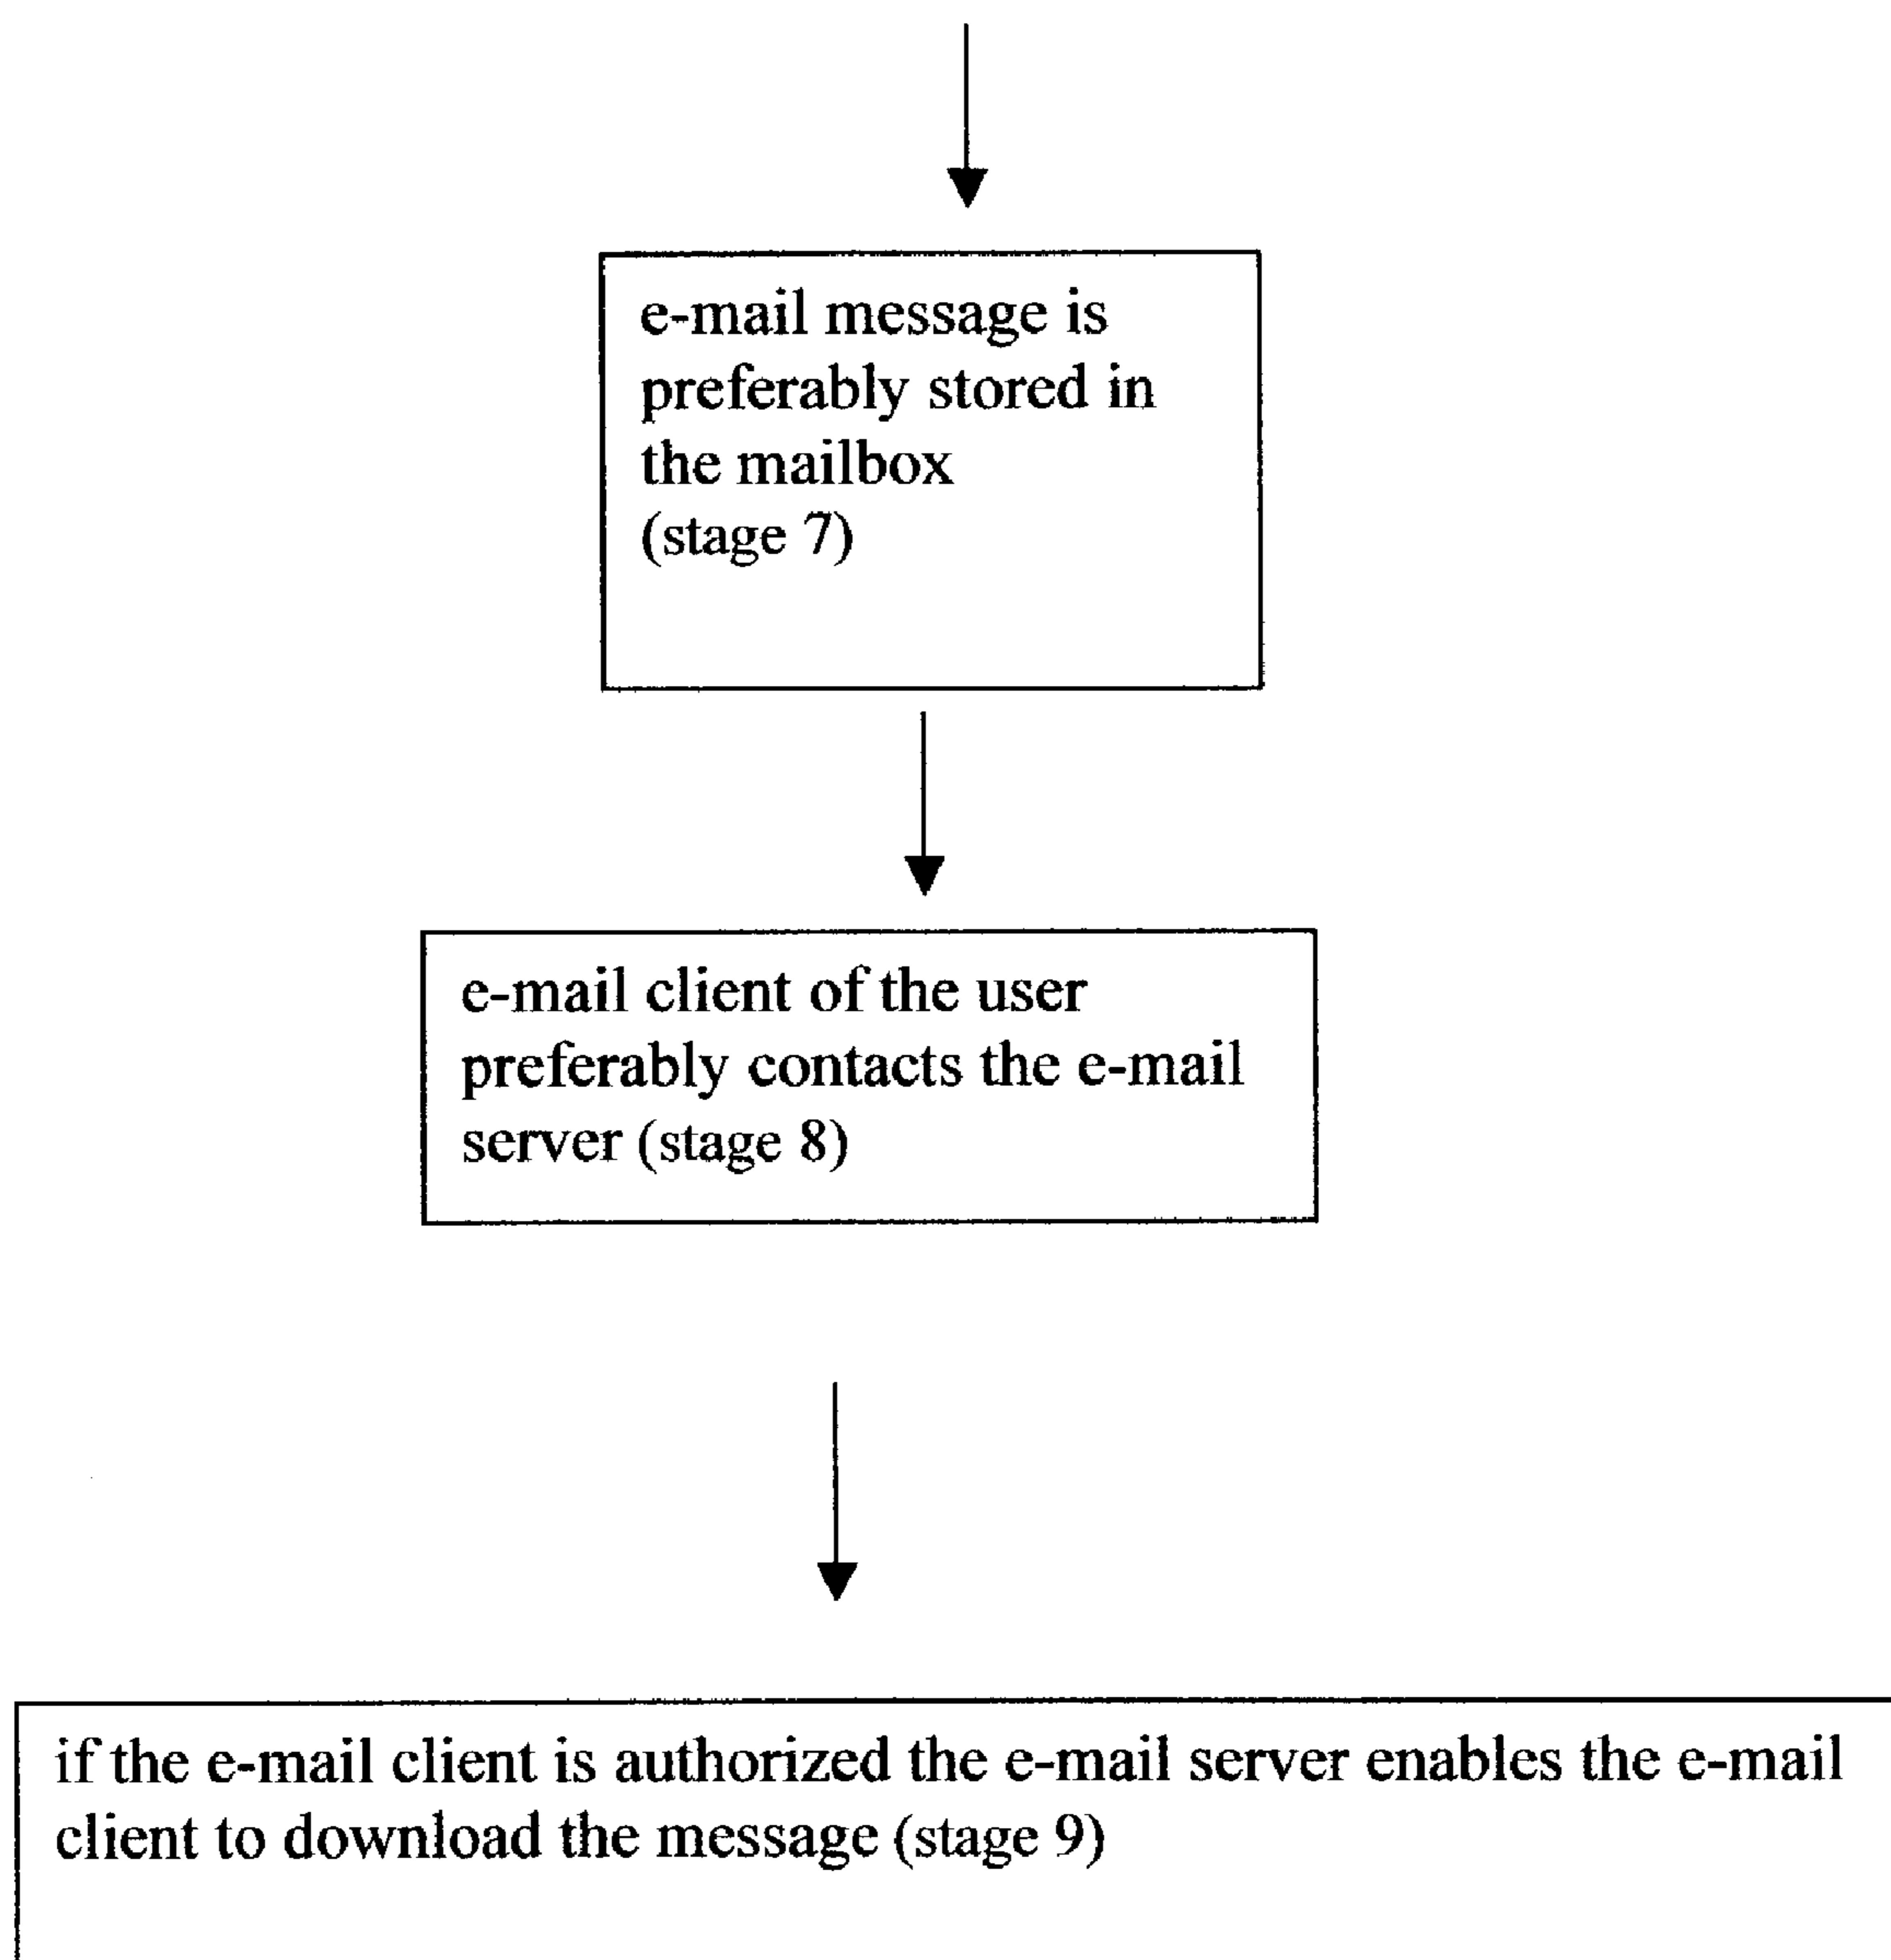 e-mail message is
preferably stored in
the mailbox
(stage 7)
e-mail client of the user
preferably contacts the e-mail
server (stage 8)
if the e-mail client is authorized the e-mail server enables the e-mail
client to download the message (stage 9)